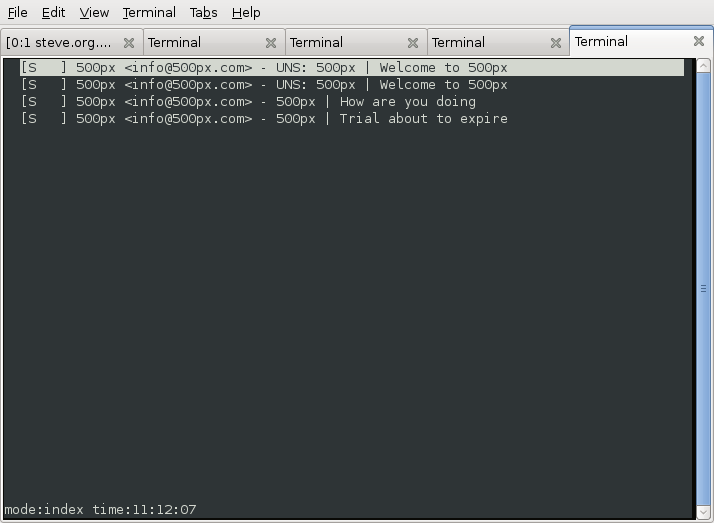 File Edit View Terminal Tabs Help
[0:1 steve.org.... Terminal Terminal Terminal Terminal
[S   ] 500px <info@500px.com> - UNS: 500px | Welcome to 500px
[S   ] 500px <info@500px.com> - UNS: 500px | Welcome to 500px
[S   ] 500px <info@500px.com> - 500px | How are you doing
[S   ] 500px <info@500px.com> - 500px | Trial about to expire
mode:index time:11:12:07